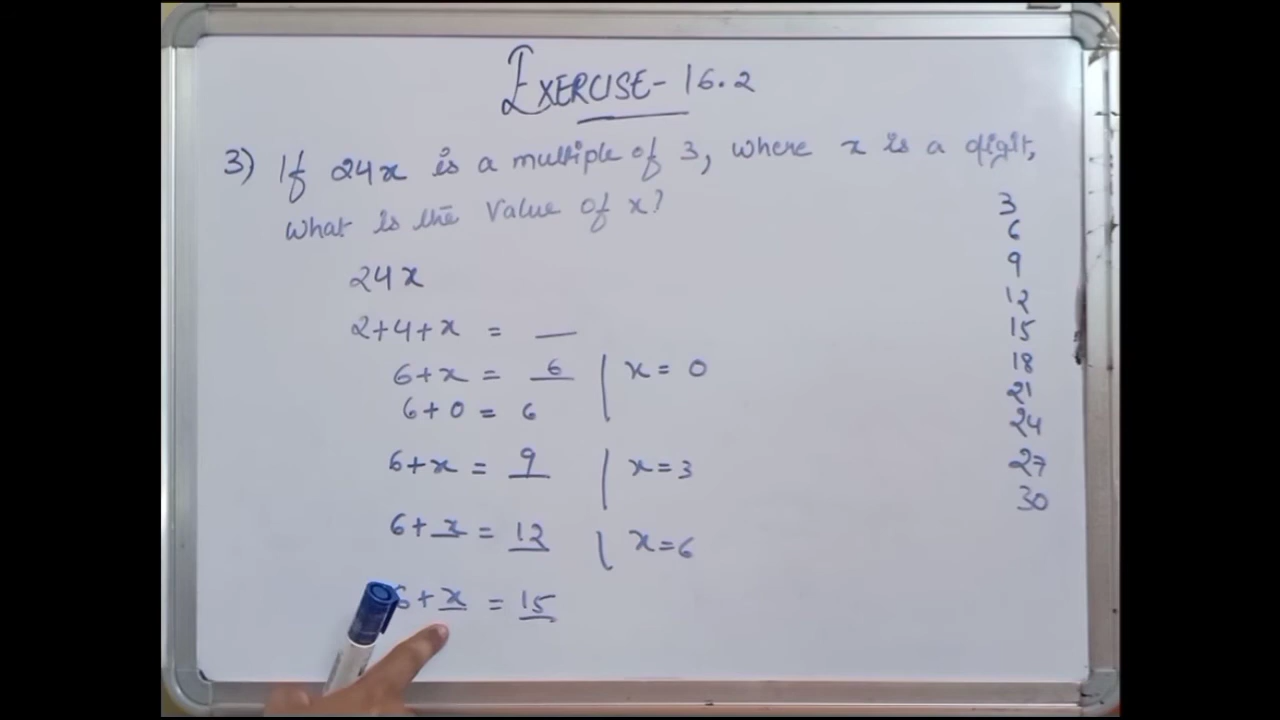 EXERCISE - 16.2
3) If 24x is a multiple of 3, where x is a digit,
What is the value of x?
24x
2+4+x = __
6+x = 6 | x = 0
6+0 = 6
6+x = 9 | x=3
6+x = 12 | x=6
6+x = 15
3
6
9
12
15
18
21
24
27
30